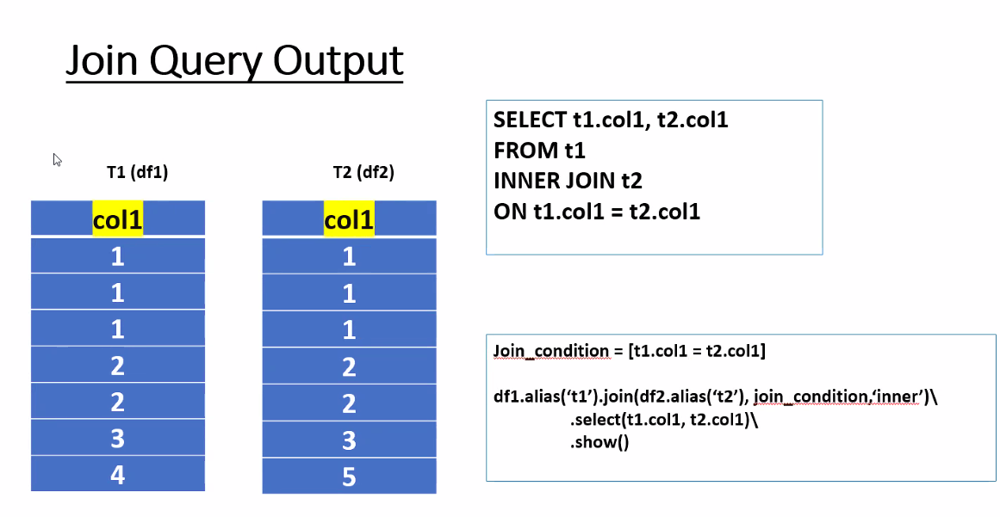 Join Query Output
T1 (df1)
col1
1
1
1
2
2
3
4
T2 (df2)
col1
1
1
1
2
2
3
5
SELECT t1.col1, t2.col1
FROM t1
INNER JOIN t2
ON t1.col1 = t2.col1
Join_condition = [t1.col1 = t2.col1]
df1.alias(‘t1’).join(df2.alias(‘t2’), join_condition,‘inner’)\
.select(t1.col1, t2.col1)\
.show()